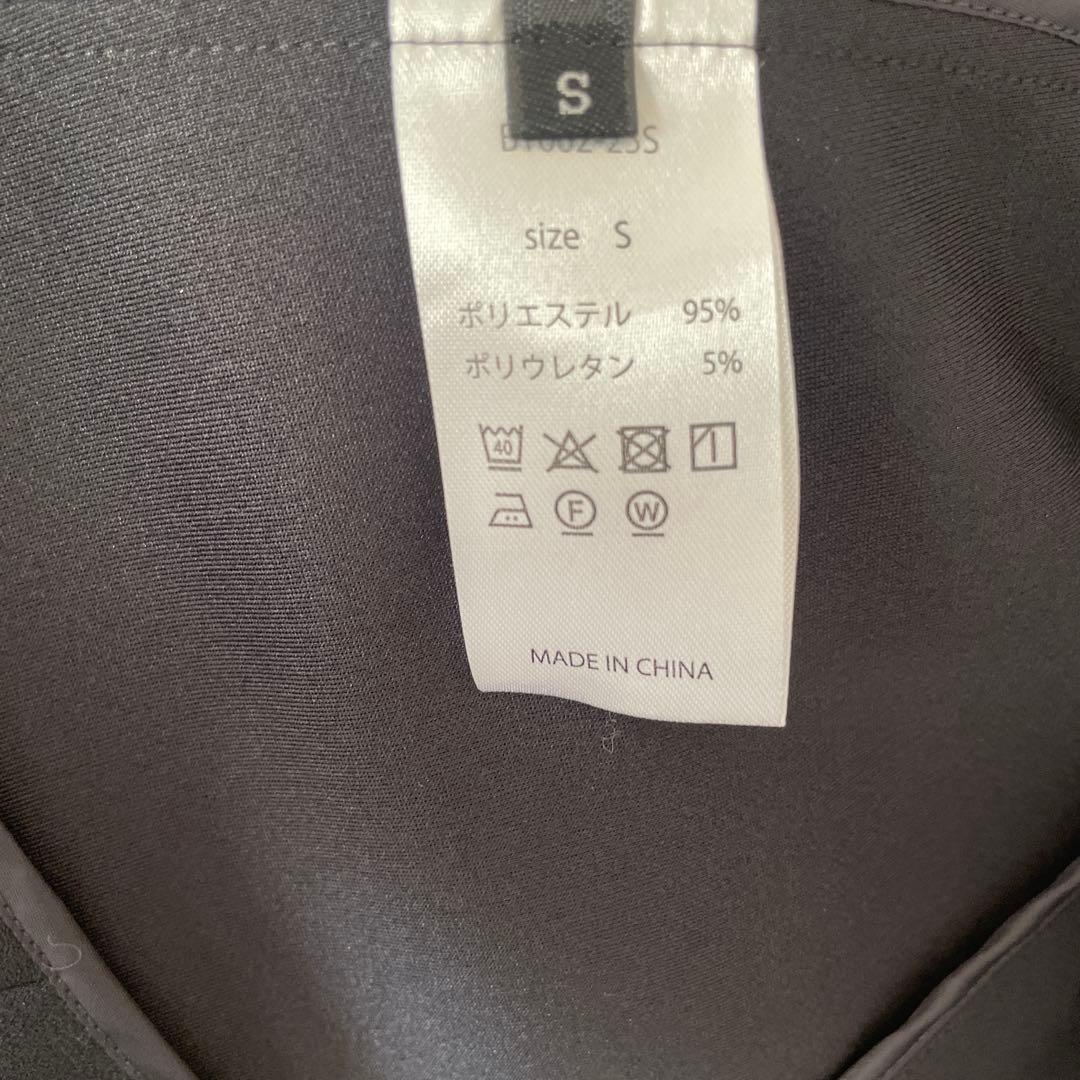 S
size S
ポリエステル 95%
ポリウレタン 5%
40
F W
MADE IN CHINA